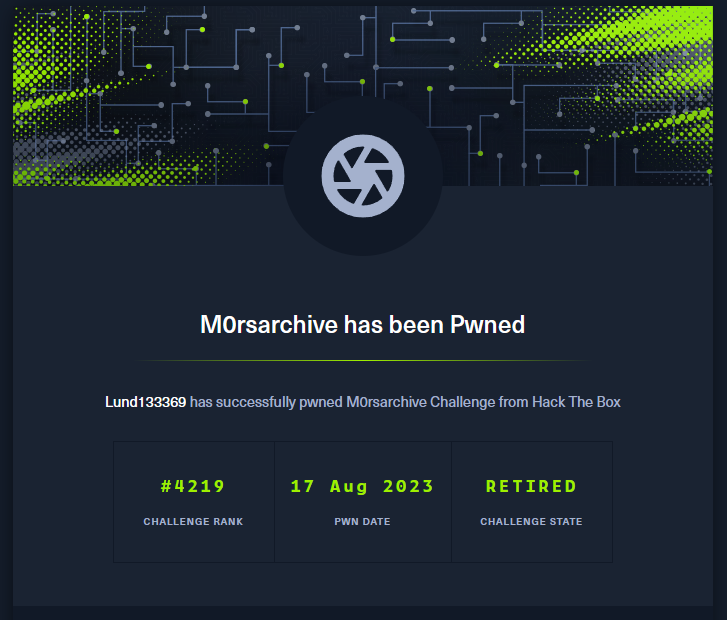 M0rsarchive has been Pwned
Lund133369 has successfully pwned M0rsarchive Challenge from Hack The Box
#4219 17 Aug 2023 RETIRED
CHALLENGE RANK PWN DATE CHALLENGE STATE